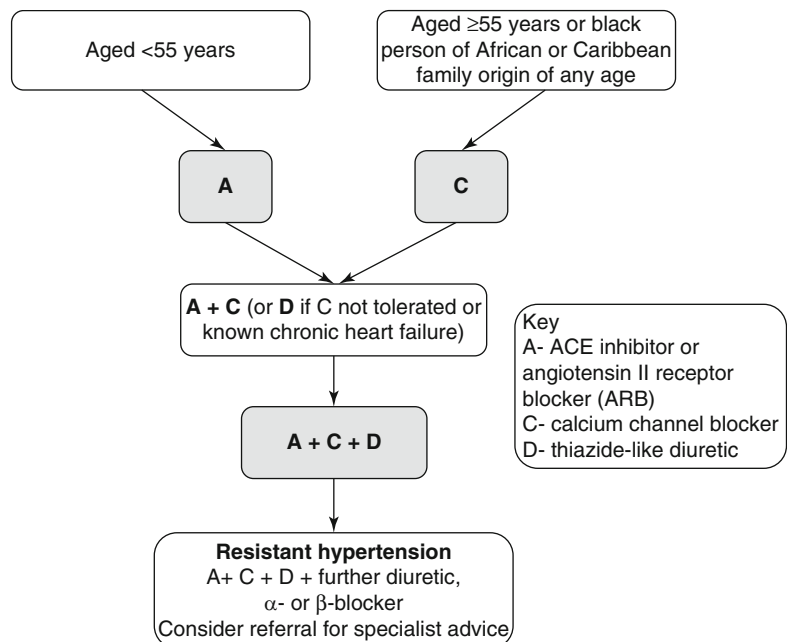 Aged <55 years
Aged ≥55 years or black
person of African or Caribbean
family origin of any age
A
C
A + C (or D if C not tolerated or
known chronic heart failure)
Key
A- ACE inhibitor or
angiotensin II receptor
blocker (ARB)
C- calcium channel blocker
D- thiazide-like diuretic
A + C + D
Resistant hypertension
A+ C + D + further diuretic,
α- or β-blocker
Consider referral for specialist advice